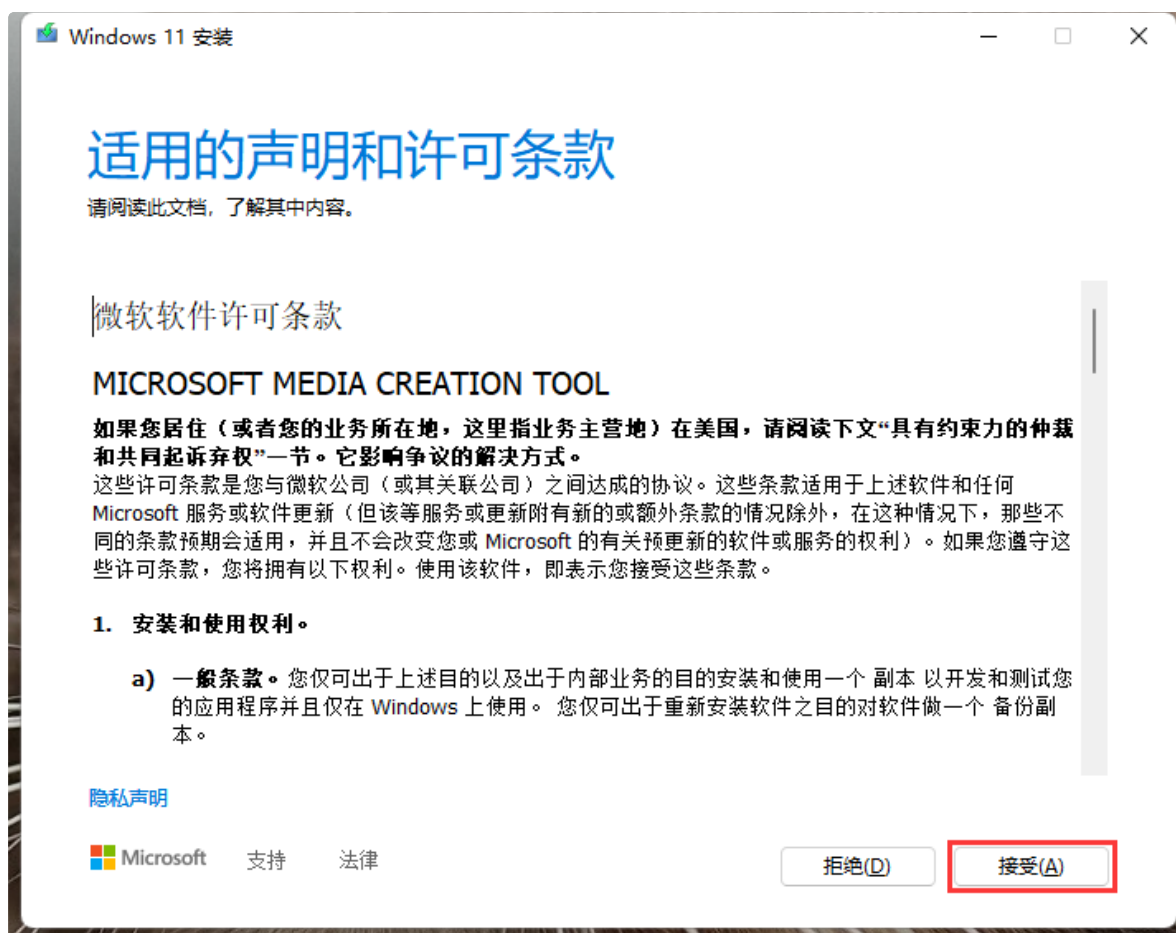 Windows 11 安装
适用的声明和许可条款
请阅读此文档，了解其中内容。
微软软件许可条款
MICROSOFT MEDIA CREATION TOOL
如果您居住（或者您的业务所在地，这里指业务主营地）在美国，请阅读下文“具有约束力的仲裁
和共同起诉弃权”一节。它影响争议的解决方式。
这些许可条款是您与微软公司（或其关联公司）之间达成的协议。这些条款适用于上述软件和任何
Microsoft 服务或软件更新（但该等服务或更新附有新的或额外条款的情况除外，在这种情况下，那些不
同的条款预期会适用，并且不会改变您或 Microsoft 的有关预更新的软件或服务的权利）。如果您遵守这
些许可条款，您将拥有以下权利。使用该软件，即表示您接受这些条款。
1. 安装和使用权利。
a) 一般条款。您仅可出于上述目的以及出于内部业务的目的安装和使用一个 副本 以开发和测试您
的应用程序并且仅在 Windows 上使用。 您仅可出于重新安装软件之目的对软件做一个 备份副
本。
隐私声明
Microsoft 支持 法律 拒绝(D) 接受(A)